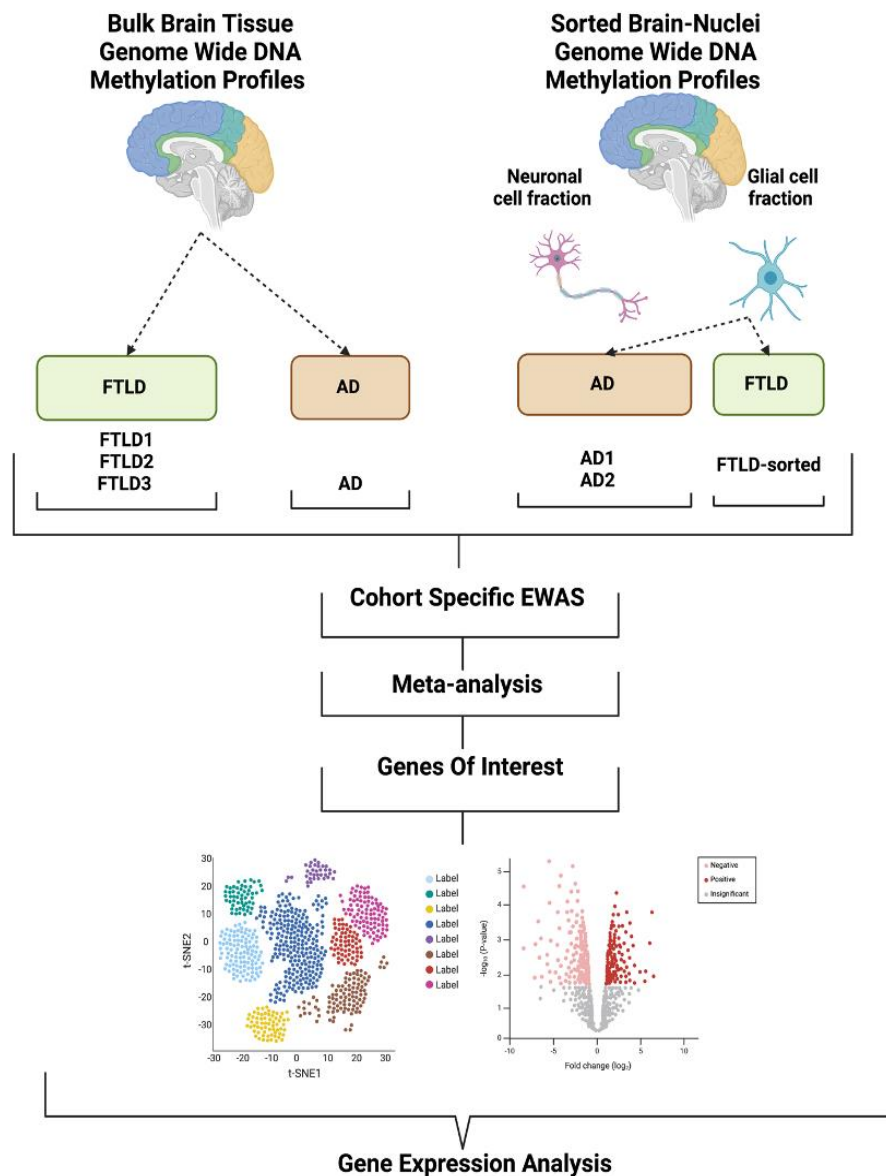 Bulk Brain Tissue
Genome Wide DNA
Methylation Profiles
Sorted Brain-Nuclei
Genome Wide DNA
Methylation Profiles
Neuronal
cell fraction
Glial cell
fraction
FTLD
AD
AD
FTLD
FTLD1
FTLD2
FTLD3
AD
AD1
AD2
FTLD-sorted
Cohort Specific EWAS
Meta-analysis
Genes Of Interest
30
20
10
0
-10
-20
-30
t-SNE2
-30
-20
-10
0
10
20
30
t-SNE1
Label
Label
Label
Label
Label
Label
Label
Label
5
4
3
2
1
0
-log₁₀ (P-value)
-10
-5
0
5
10
Fold change (log₂)
Negative
Positive
Insignificant
Gene Expression Analysis